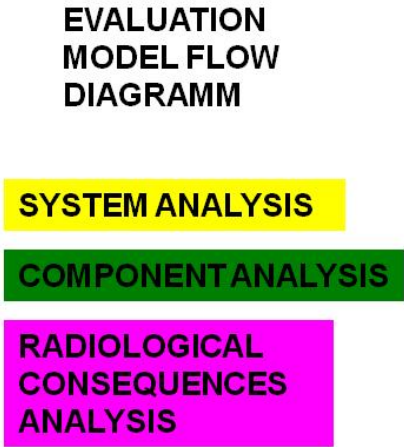 EVALUATION
MODEL FLOW
DIAGRAMM
SYSTEM ANALYSIS
COMPONENT ANALYSIS
RADIOLOGICAL
CONSEQUENCES
ANALYSIS